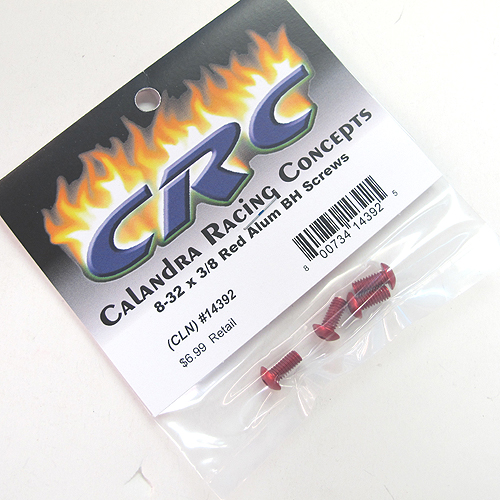 CRC
Calandra Racing Concepts
8-32 x 3/8 Red Alum BH Screws
(CLN) #14392
$6.99 Retail
8 00734 14392 5